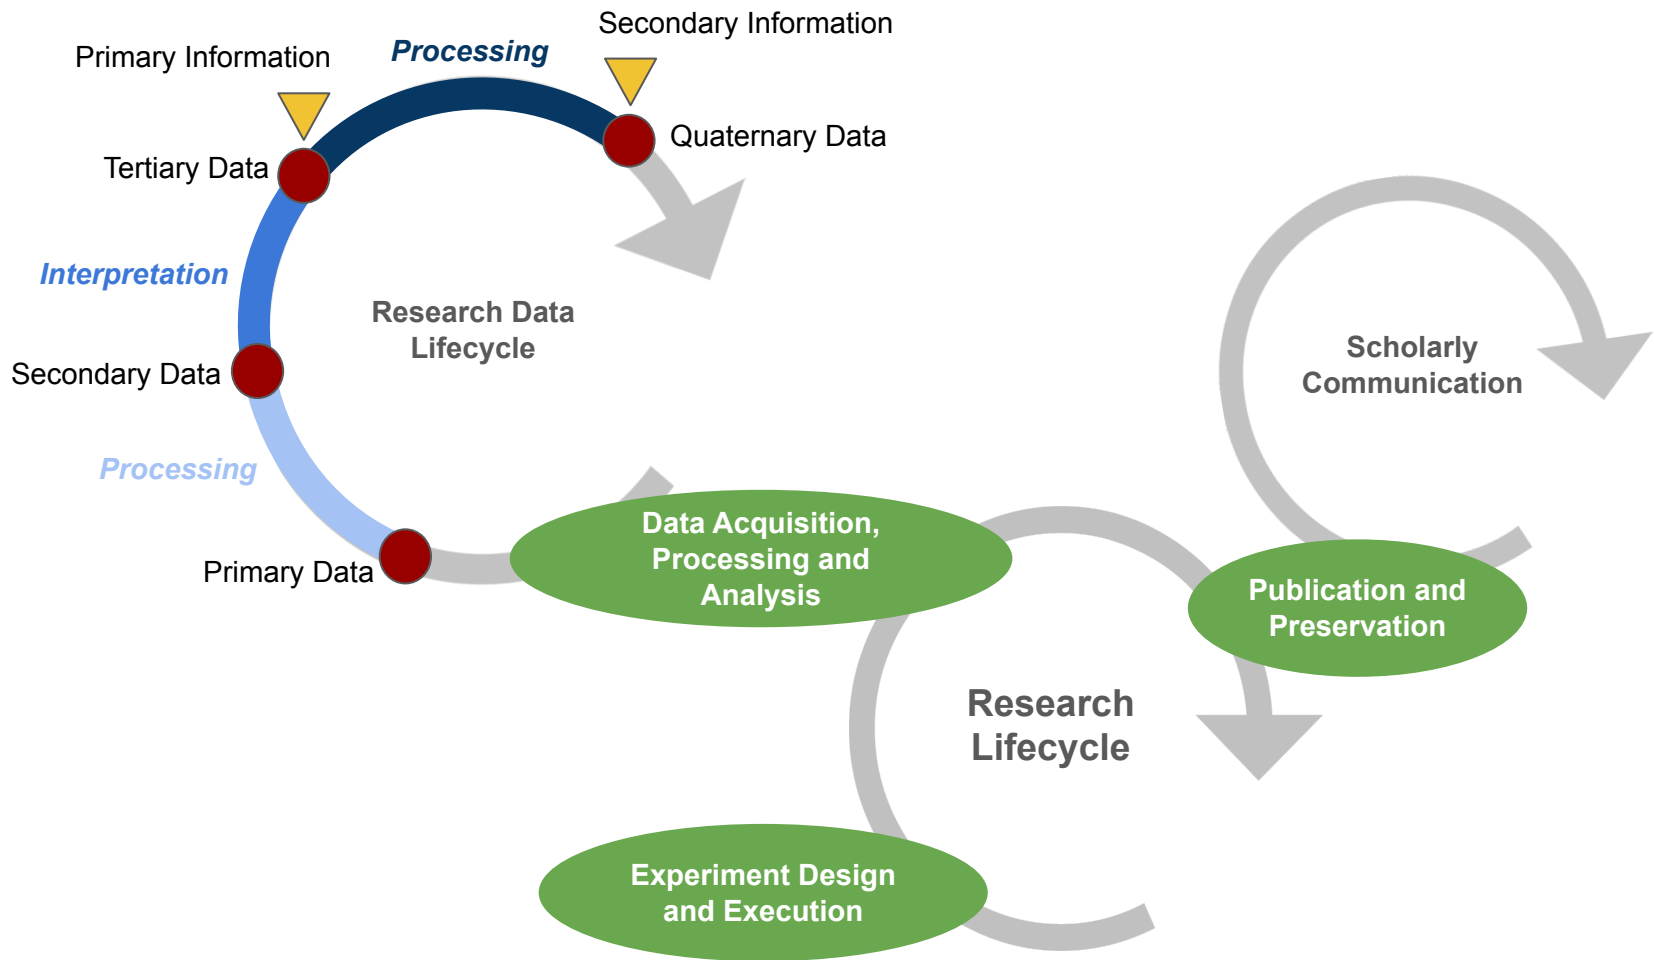 Secondary Information
Processing
Primary Information
Quaternary Data
Tertiary Data
Interpretation
Research Data
Lifecycle
Secondary Data
Processing
Primary Data
Data Acquisition,
Processing and
Analysis
Scholarly
Communication
Publication and
Preservation
Research
Lifecycle
Experiment Design
and Execution